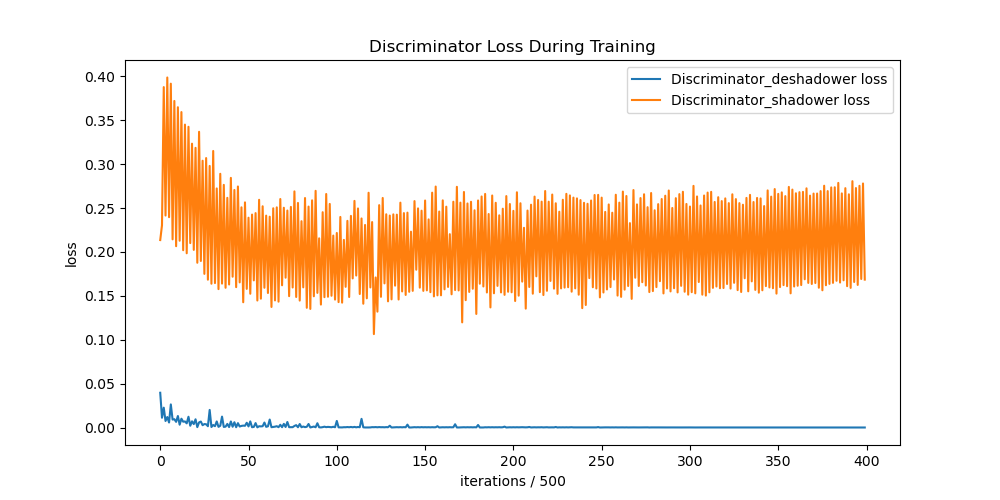 Discriminator Loss During Training
Discriminator_deshadower loss
Discriminator_shadower loss
0.40
0.35
0.30
0.25
0.20
0.15
0.10
0.05
0.00
loss
0 50 100 150 200 250 300 350 400
iterations / 500